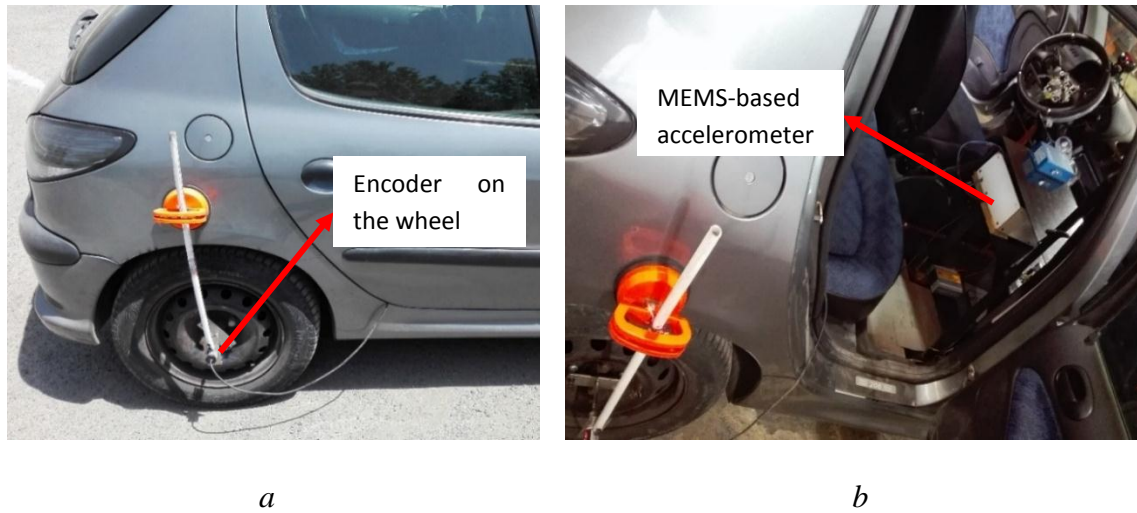 Encoder on
the wheel
MEMS-based
accelerometer
a
b